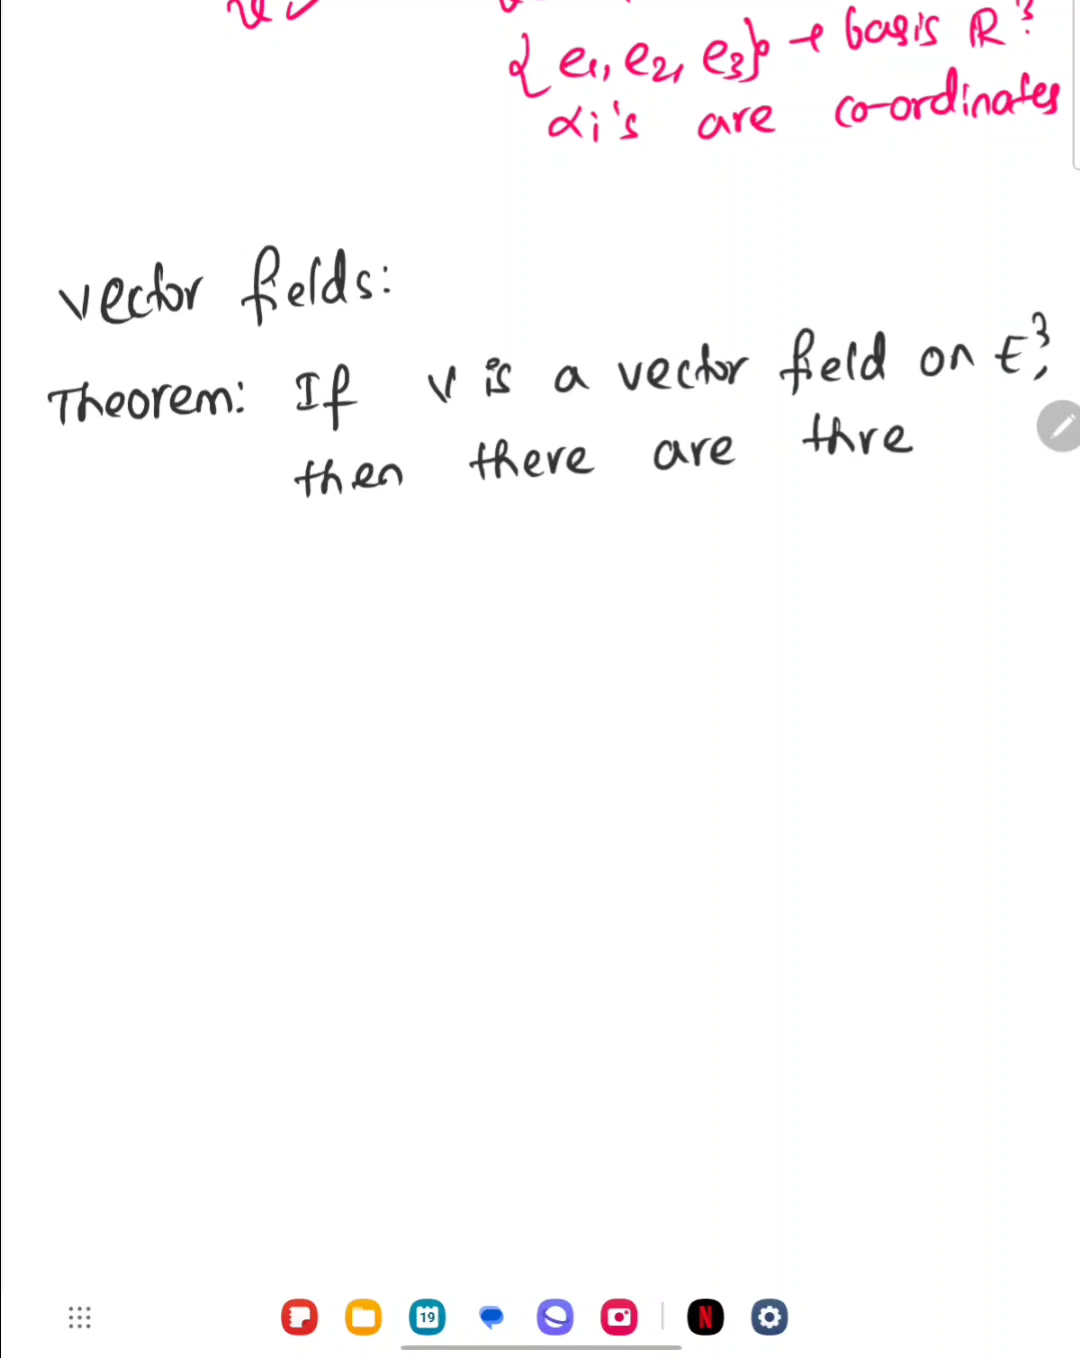 {e1, e2, e3} → basis R³
αi's are co-ordinates
vector fields:
Theorem: If V is a vector field on E³,
then there are thre
19
N